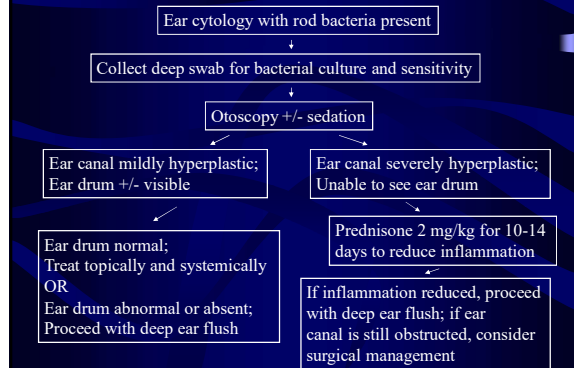 Ear cytology with rod bacteria present
Collect deep swab for bacterial culture and sensitivity
Otoscopy +/- sedation
Ear canal mildly hyperplastic;
Ear drum +/- visible
Ear canal severely hyperplastic;
Unable to see ear drum
Prednisone 2 mg/kg for 10-14
days to reduce inflammation
Ear drum normal;
Treat topically and systemically
OR
Ear drum abnormal or absent;
Proceed with deep ear flush
If inflammation reduced, proceed
with deep ear flush; if ear
canal is still obstructed, consider
surgical management